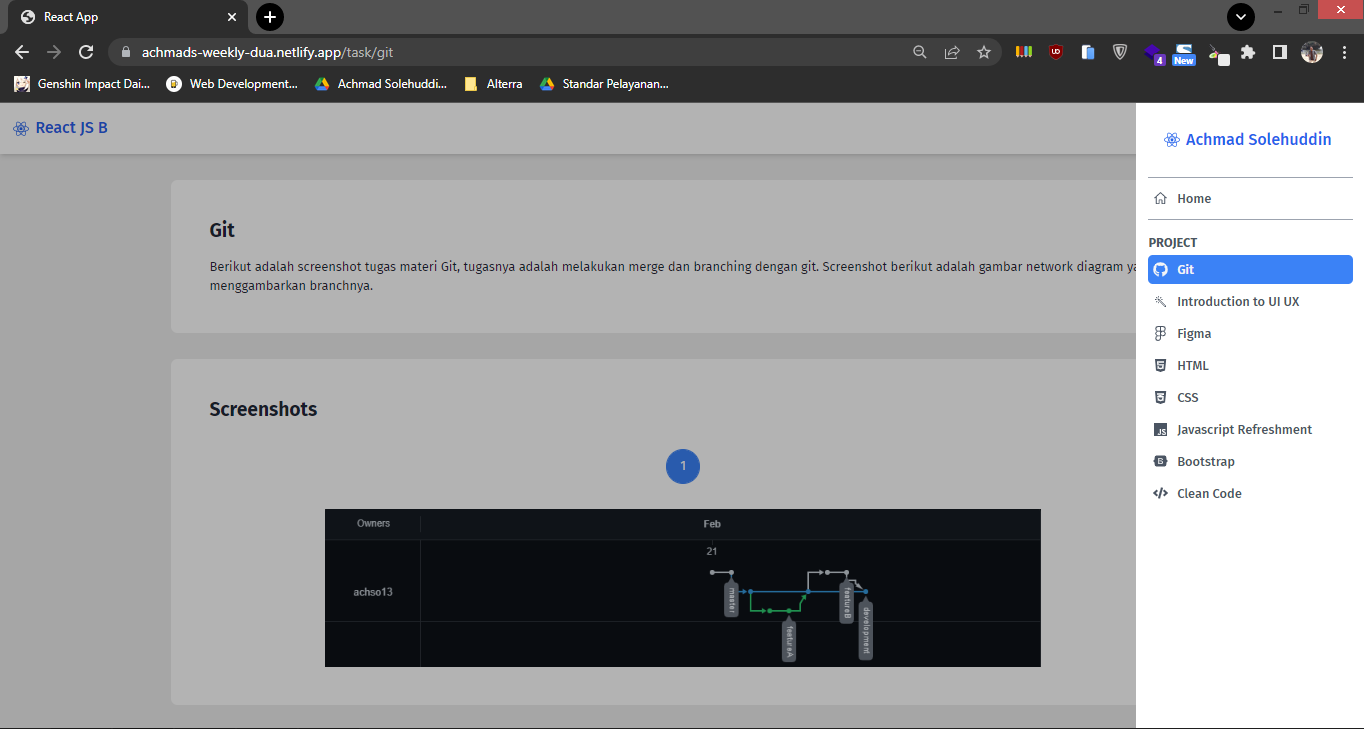 React App
achmads-weekly-dua.netlify.app/task/git
UD
4
New
Genshin Impact Dai...
Web Development...
Achmad Solehuddi...
Alterra
Standar Pelayanan...
React JS B
Git
Berikut adalah screenshot tugas materi Git, tugasnya adalah melakukan merge dan branching dengan git. Screenshot berikut adalah gambar network diagram ya
menggambarkan branchnya.
Screenshots
1
Owners
Feb
21
achso13
master
featureA
featureB
development
Achmad Solehuddin
Home
PROJECT
Git
Introduction to UI UX
Figma
HTML
CSS
JS
Javascript Refreshment
B
Bootstrap
Clean Code